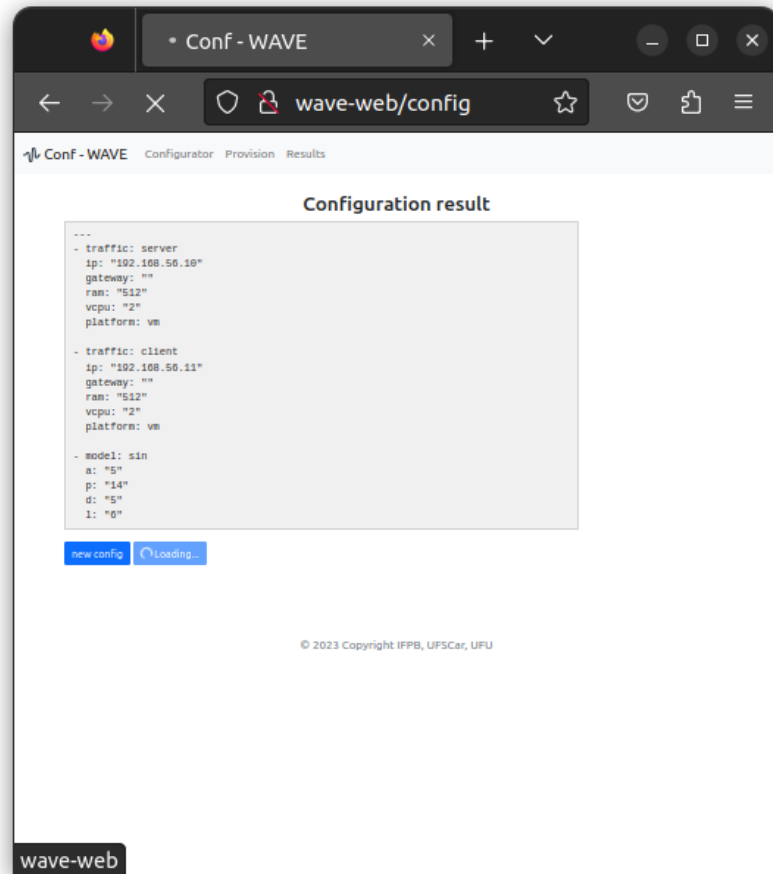 Conf - WAVE
wave-web/config
Conf - WAVE Configurator Provision Results
Configuration result
---
- traffic: server
  ip: "192.168.56.10"
  gateway: ""
  ram: "512"
  vcpu: "2"
  platform: vm
- traffic: client
  ip: "192.168.56.11"
  gateway: ""
  ram: "512"
  vcpu: "2"
  platform: vm
- model: sin
  a: "5"
  p: "14"
  d: "5"
  l: "6"
new config Loading...
© 2023 Copyright IFPB, UFSCar, UFU
wave-web